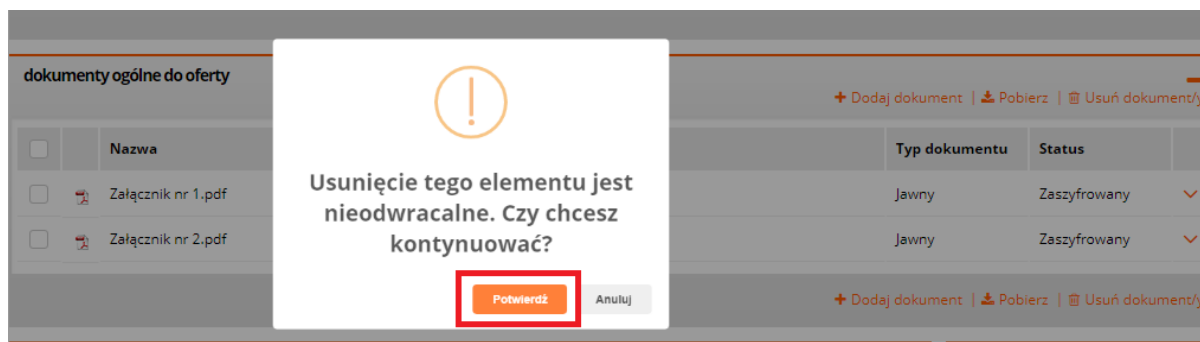 dokumenty ogólne do oferty
Dodaj dokument | Pobierz | Usuń dokument/y
Nazwa Typ dokumentu Status
Załącznik nr 1.pdf Jawny Zaszyfrowany
Załącznik nr 2.pdf Jawny Zaszyfrowany
Usunięcie tego elementu jest
nieodwracalne. Czy chcesz
kontynuować?
Potwierdź Anuluj
Dodaj dokument | Pobierz | Usuń dokument/y